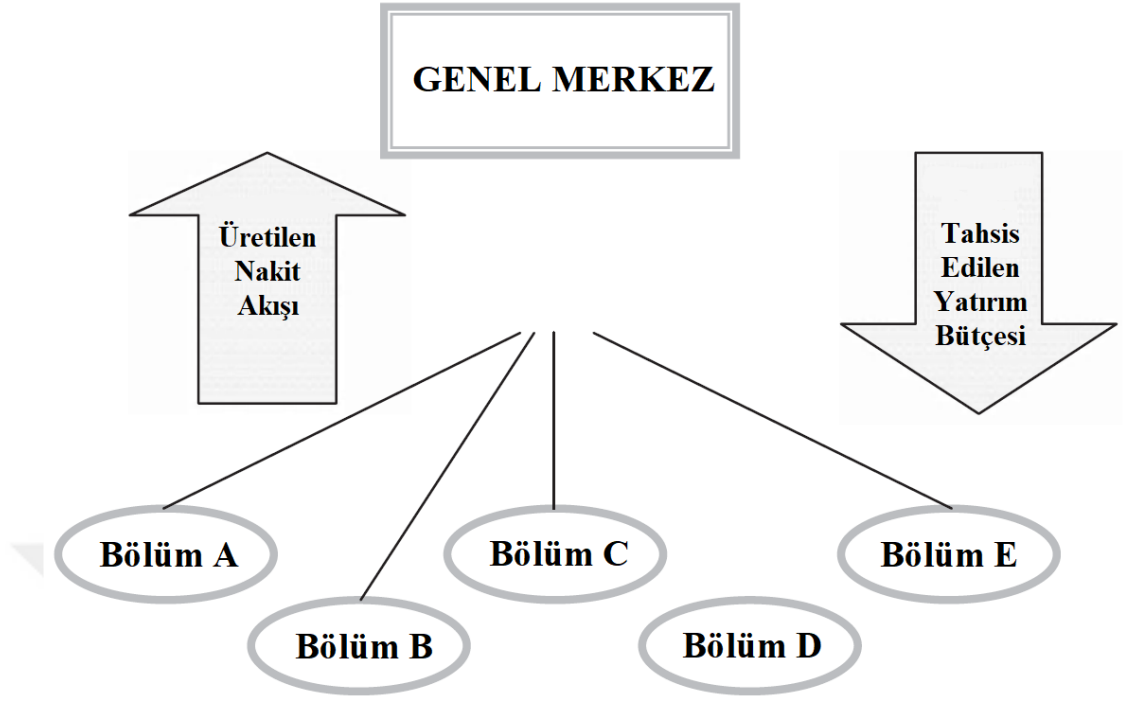 GENEL MERKEZ
Üretilen
Nakit
Akışı
Tahsis
Edilen
Yatırım
Bütçesi
Bölüm A
Bölüm C
Bölüm E
Bölüm B
Bölüm D